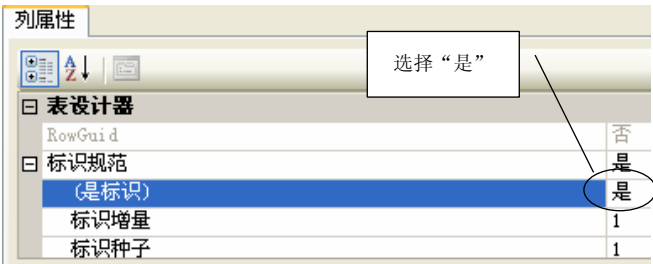 列属性
选择“是”
表设计器
RowGuid 否
标识规范 是
(是标识) 是
标识增量 1
标识种子 1